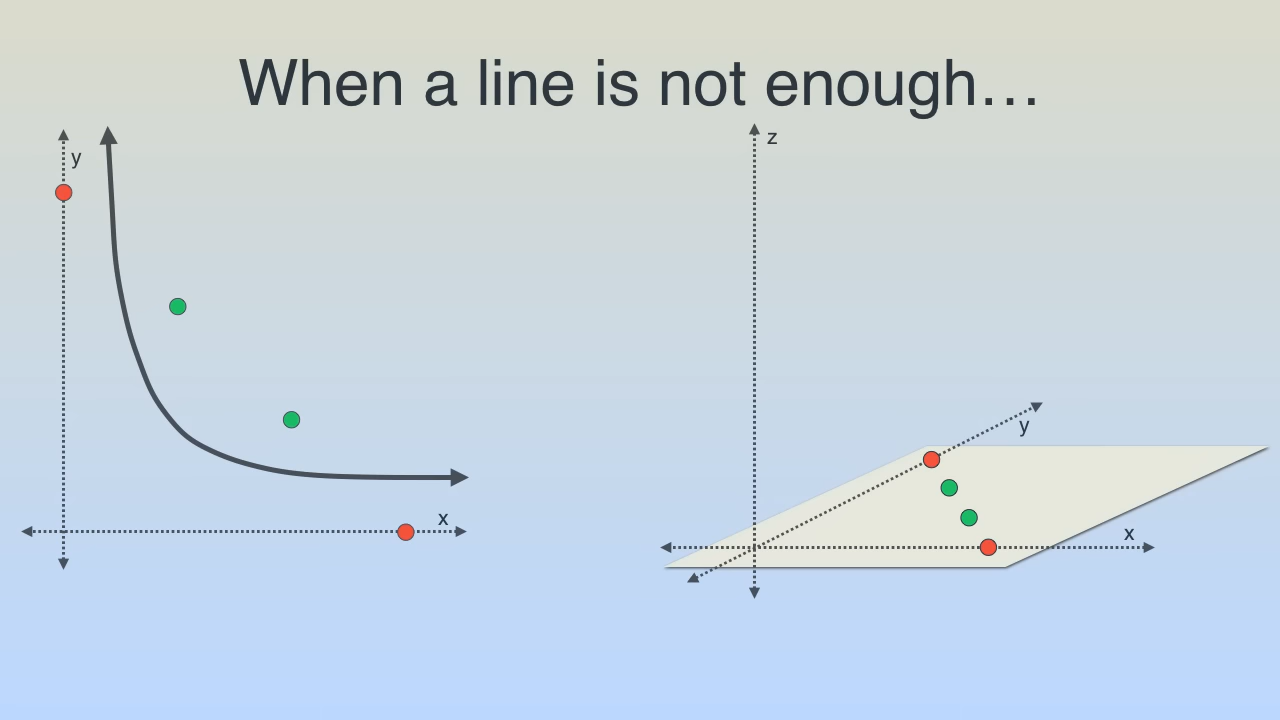 When a line is not enough…
y
x
z
y
x